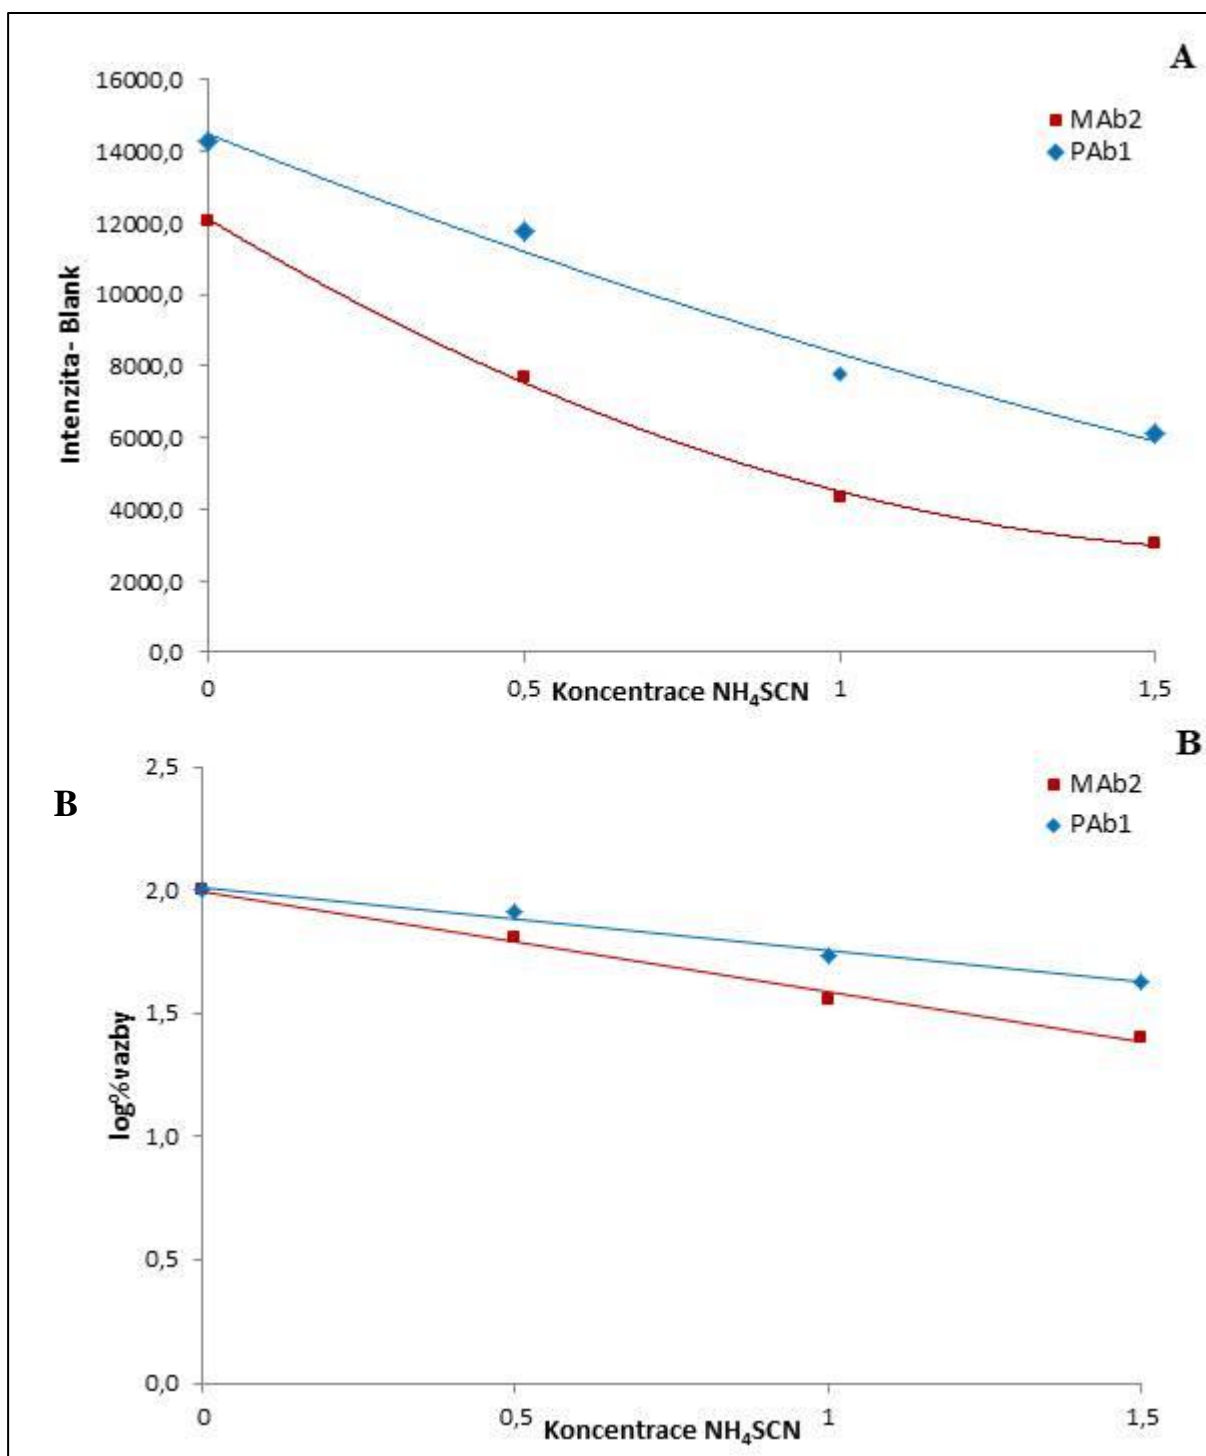 A
16000,0
14000,0
12000,0
10000,0
8000,0
6000,0
4000,0
2000,0
0,0
Intenzita- Blank
MAb2
PAb1
0 0,5 1 1,5
Koncentrace NH₄SCN
B
B
2,5
2,0
1,5
1,0
0,5
0,0
log%vazby
MAb2
PAb1
0 0,5 1 1,5
Koncentrace NH₄SCN